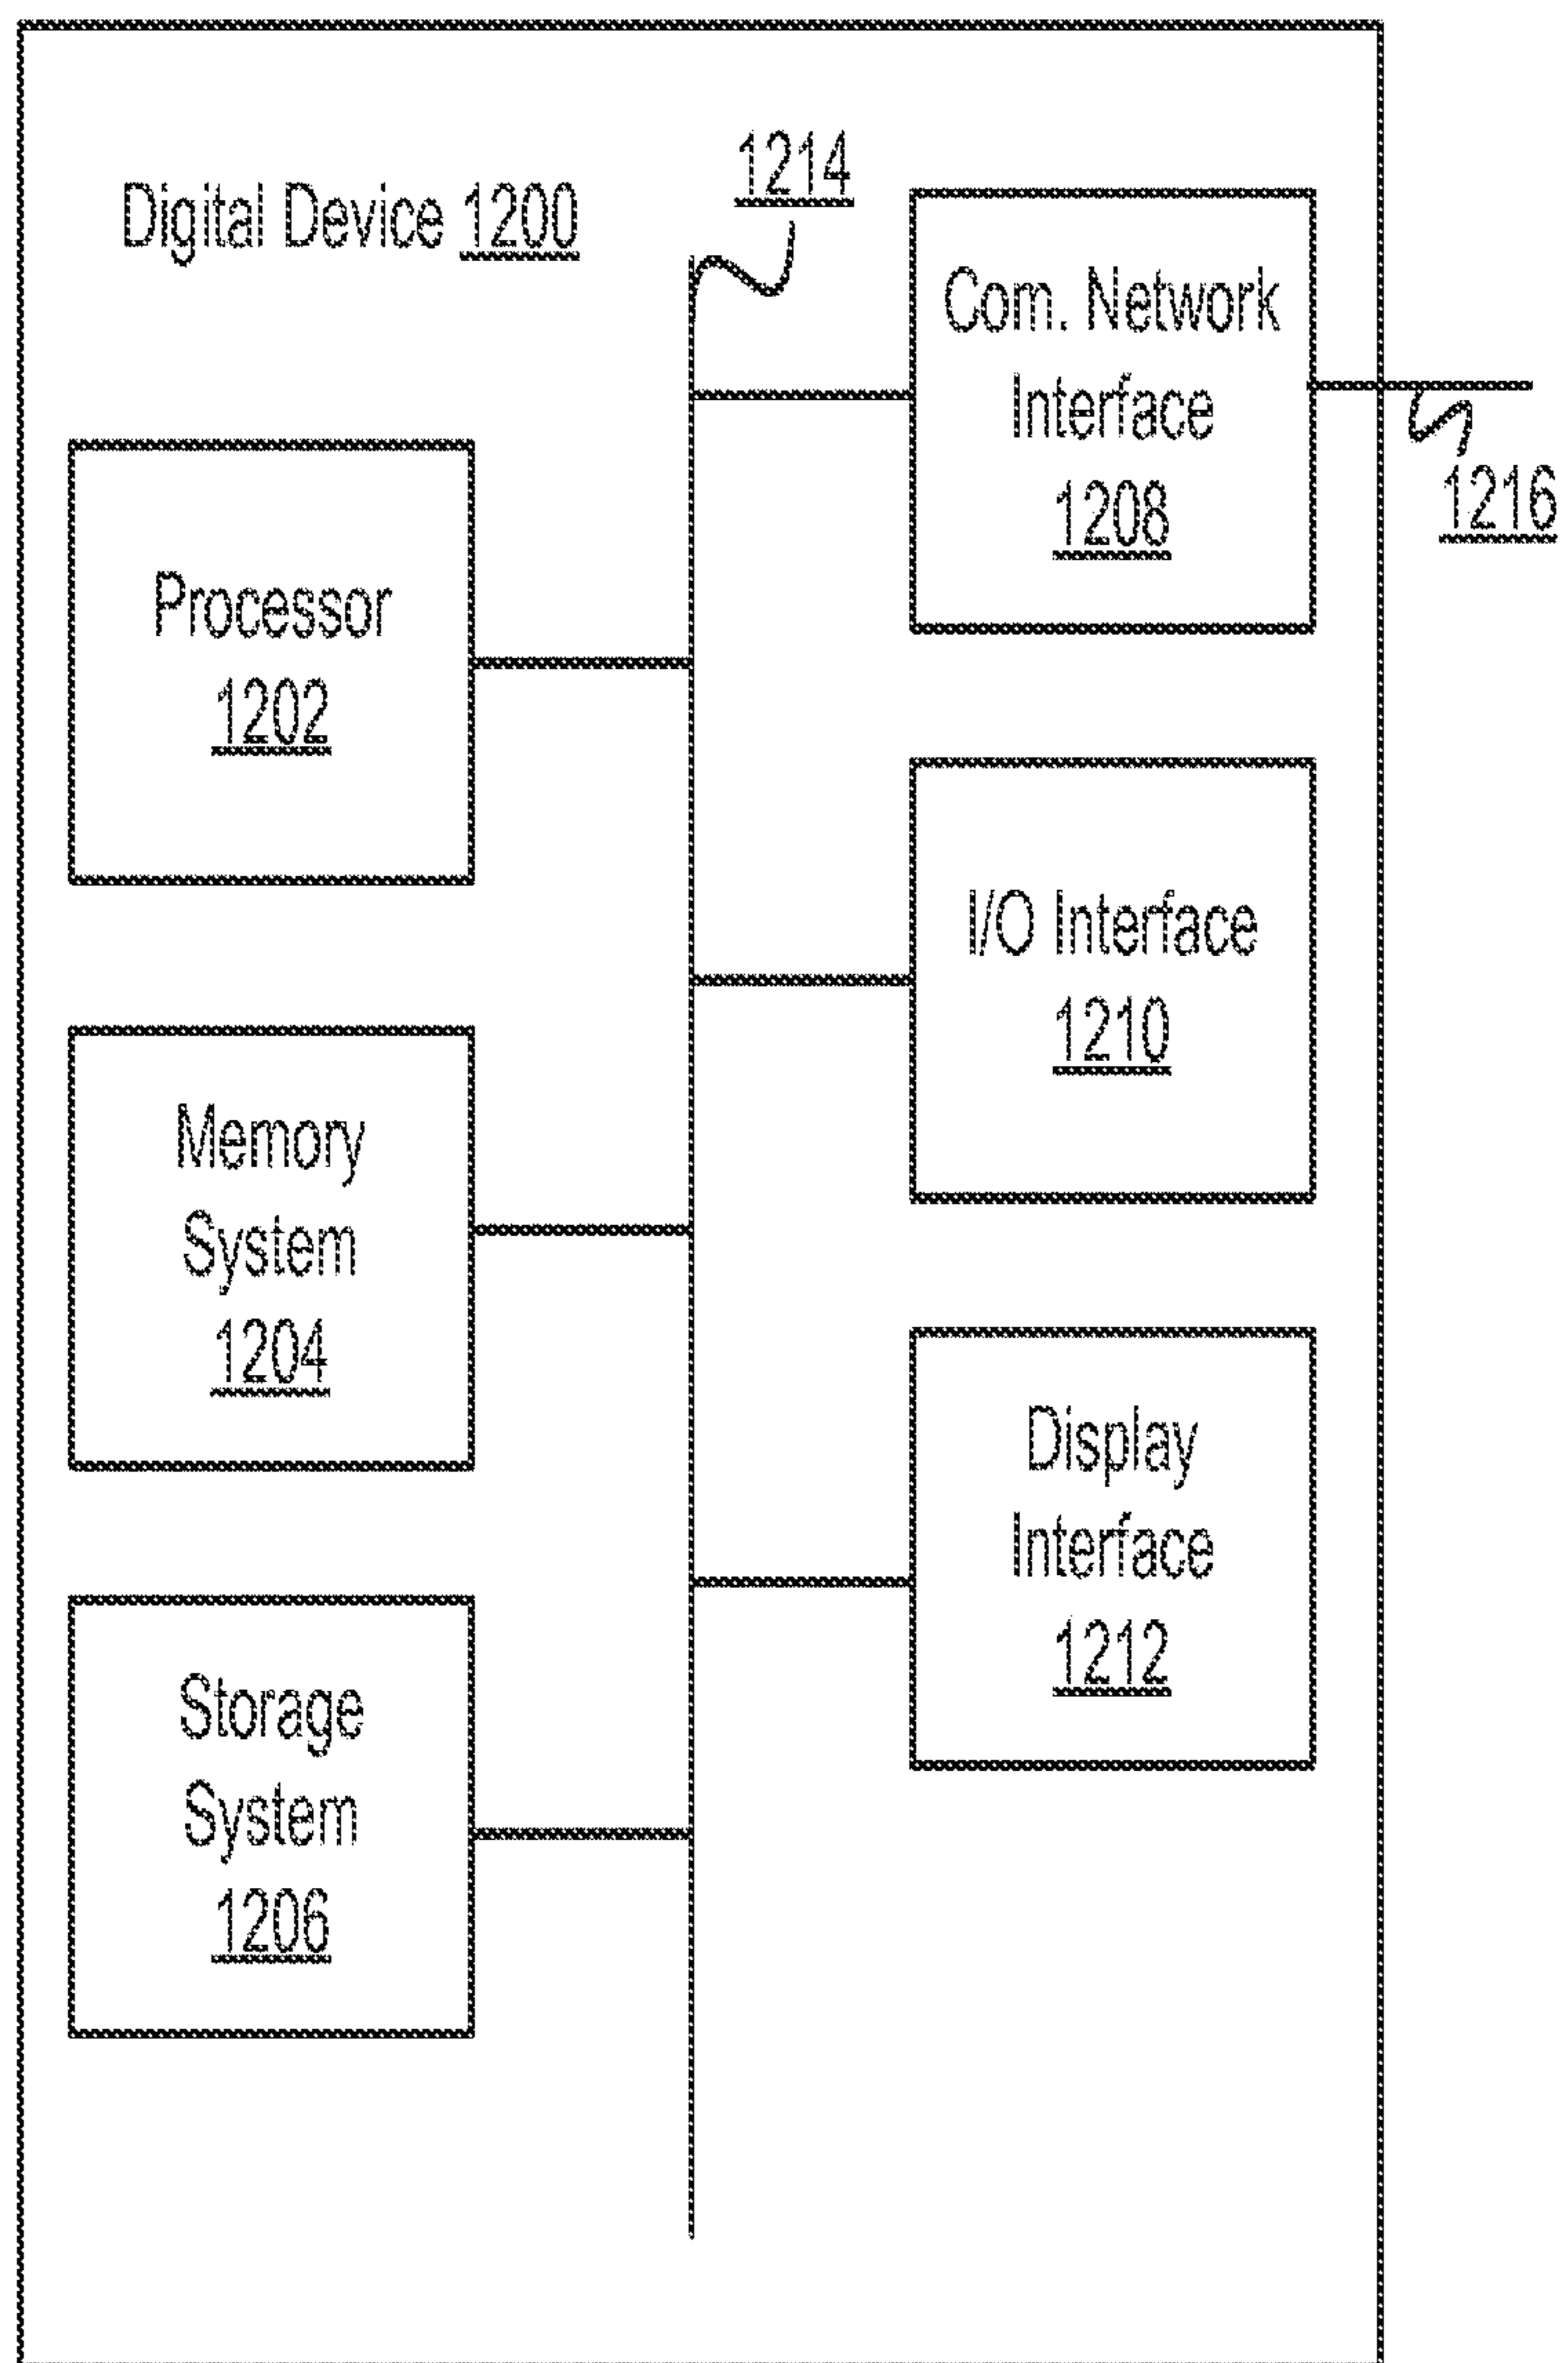 Digital Device 1200
1214
Com. Network
Interface
1208
1216
Processor
1202
I/O Interface
1210
Memory
System
1204
Display
Interface
1212
Storage
System
1206